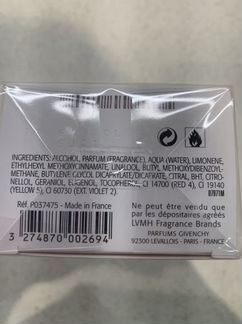 INGREDIENTS: ALCOHOL, PARFUM (FRAGRANCE), AQUA (WATER), LIMONENE,
ETHYLHEXYL METHOXYCINNAMATE, LINALOOL, BUTYL METHOXYDIBENZOYL-
METHANE, BUTYLENE GLYCOL DICAPRYLATE/DICAPRATE, CITRAL, BHT, CITRO-
NELLOL, GERANIOL, EUGENOL, TOCOPHEROL, CI 14700 (RED 4), CI 19140
(YELLOW 5), CI 60730 (EXT. VIOLET 2).
07971M
Réf. P037475 - Made in France
3 274870 002694
Ne peut être vendu que
par les dépositaires agréés
LVMH Fragrance Brands
PARFUMS GIVENCHY
92300 LEVALLOIS - PARIS - FRANCE